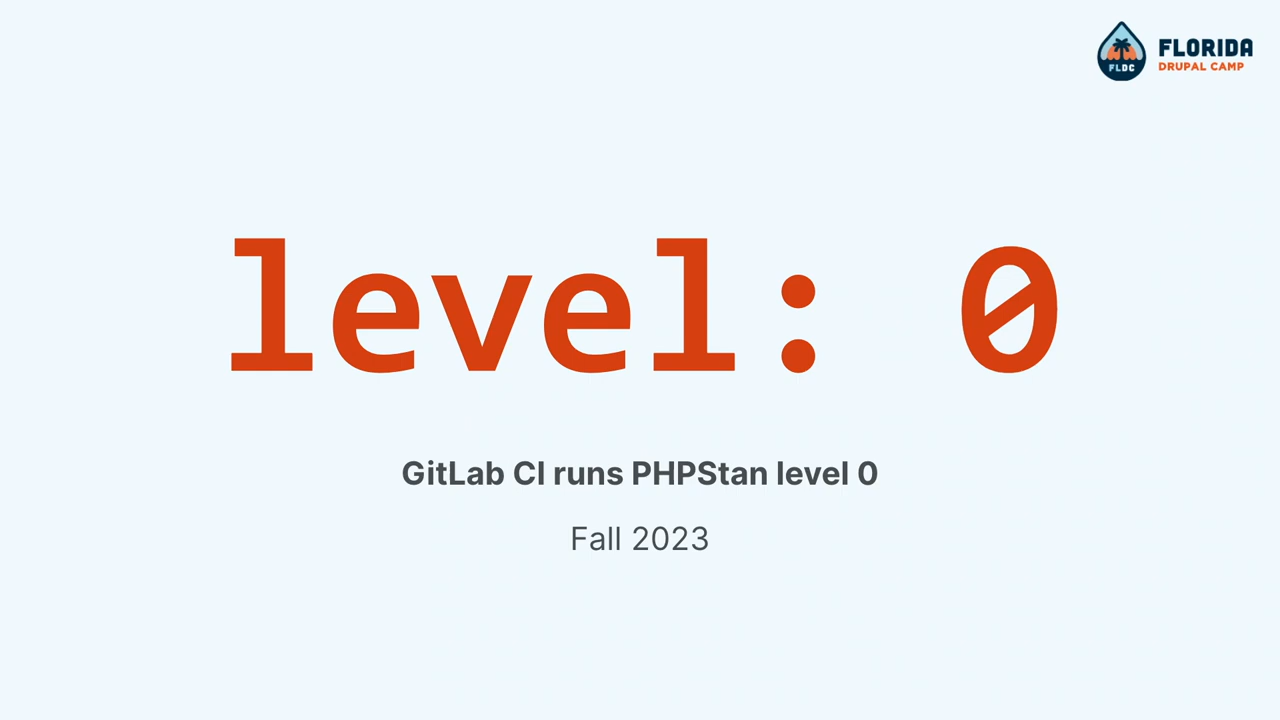 FLORIDA
DRUPAL CAMP
FLDC
level: 0
GitLab CI runs PHPStan level 0
Fall 2023